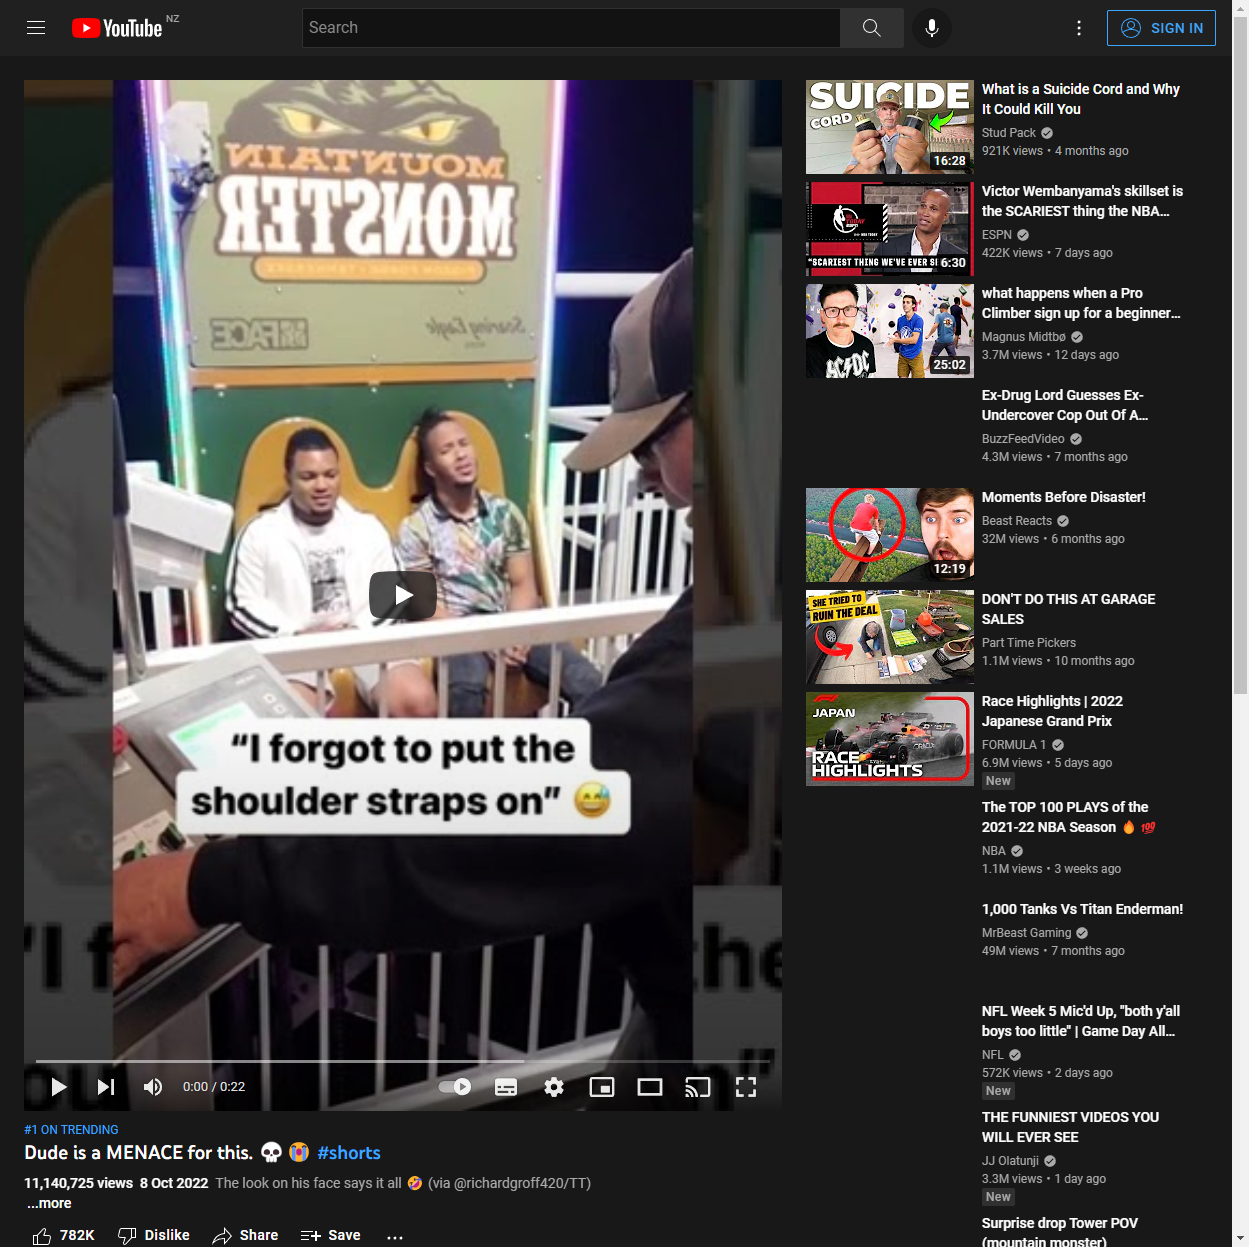 YouTube NZ
Search
SIGN IN
MOUNTAIN
MONSTER
Soaring Eagle
FACE
"I forgot to put the
shoulder straps on" 😅
0:00 / 0:22
#1 ON TRENDING
Dude is a MENACE for this. 💀 😭 #shorts
11,140,725 views 8 Oct 2022 The look on his face says it all 🤣 (via @richardgroff420/TT)
...more
782K Dislike Share Save ...
SUICIDE
CORD
16:28
What is a Suicide Cord and Why
It Could Kill You
Stud Pack
921K views • 4 months ago
"SCARIEST THING WE'VE EVER S
6:30
Victor Wembanyama's skillset is
the SCARIEST thing the NBA...
ESPN
422K views • 7 days ago
AC/DC
25:02
what happens when a Pro
Climber sign up for a beginner...
Magnus Midtbø
3.7M views • 12 days ago
Ex-Drug Lord Guesses Ex-
Undercover Cop Out Of A...
BuzzFeedVideo
4.3M views • 7 months ago
12:19
Moments Before Disaster!
Beast Reacts
32M views • 6 months ago
SHE TRIED TO
RUIN THE DEAL
DON'T DO THIS AT GARAGE
SALES
Part Time Pickers
1.1M views • 10 months ago
F1
JAPAN
RACE
HIGHLIGHTS
Race Highlights | 2022
Japanese Grand Prix
FORMULA 1
6.9M views • 5 days ago
New
The TOP 100 PLAYS of the
2021-22 NBA Season 🔥 💯
NBA
1.1M views • 3 weeks ago
1,000 Tanks Vs Titan Enderman!
MrBeast Gaming
49M views • 7 months ago
NFL Week 5 Mic'd Up, "both y'all
boys too little" | Game Day All...
NFL
572K views • 2 days ago
New
THE FUNNIEST VIDEOS YOU
WILL EVER SEE
JJ Olatunji
3.3M views • 1 day ago
New
Surprise drop Tower POV
(mountain monster)